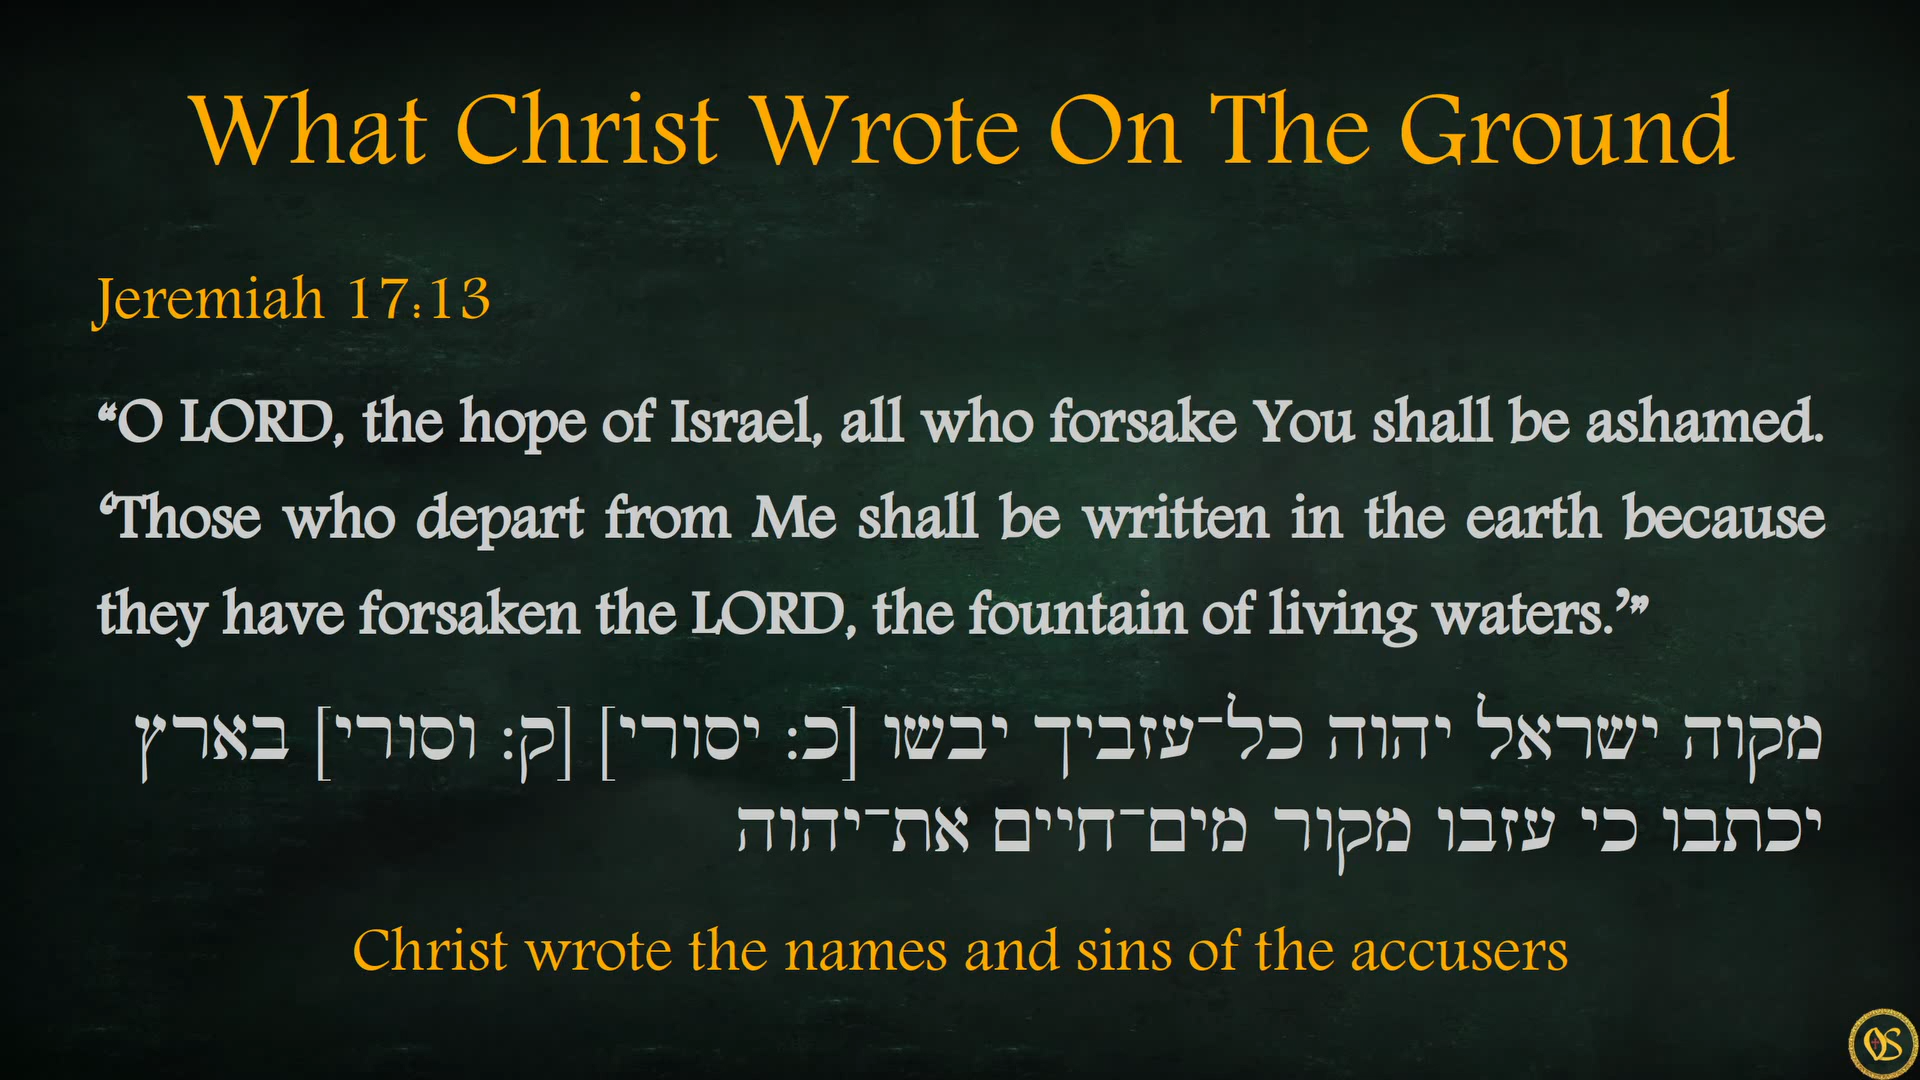 What Christ Wrote On The Ground
Jeremiah 17:13
“O LORD, the hope of Israel, all who forsake You shall be ashamed.
‘Those who depart from Me shall be written in the earth because
they have forsaken the LORD, the fountain of living waters.’”
מקוה ישראל יהוה כל־עזביך יבשו [כ: יסורי] [ק: וסורי] בארץ
יכתבו כי עזבו מקור מים־חיים את־יהוה
Christ wrote the names and sins of the accusers